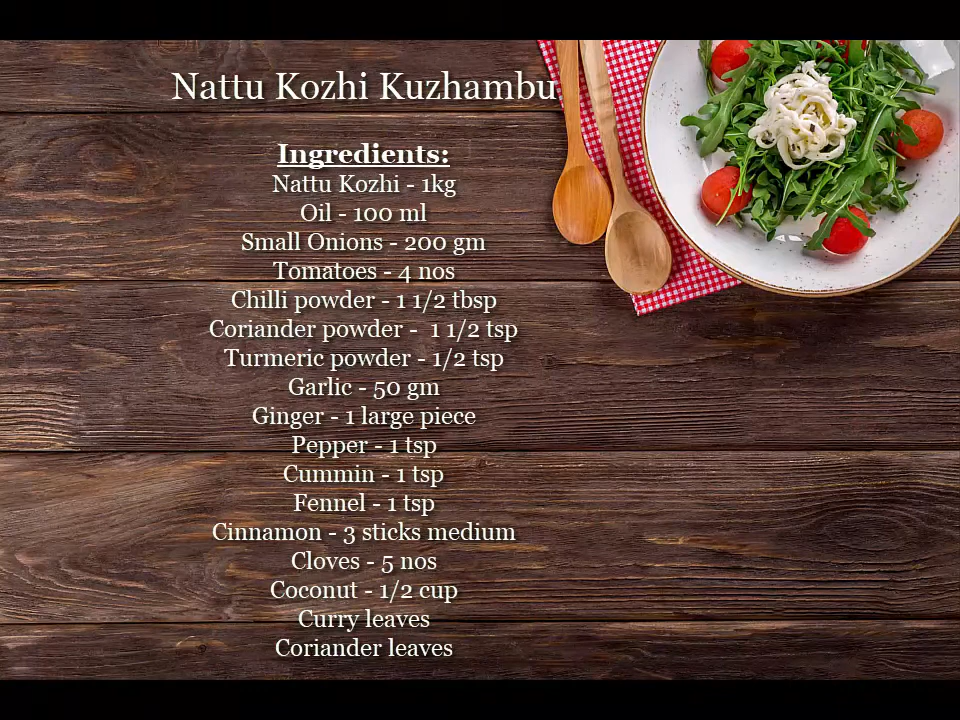 Nattu Kozhi Kuzhambu
Ingredients:
Nattu Kozhi - 1kg
Oil - 100 ml
Small Onions - 200 gm
Tomatoes - 4 nos
Chilli powder - 1 1/2 tbsp
Coriander powder -  1 1/2 tsp
Turmeric powder - 1/2 tsp
Garlic - 50 gm
Ginger - 1 large piece
Pepper - 1 tsp
Cummin - 1 tsp
Fennel - 1 tsp
Cinnamon - 3 sticks medium
Cloves - 5 nos
Coconut - 1/2 cup
Curry leaves
Coriander leaves